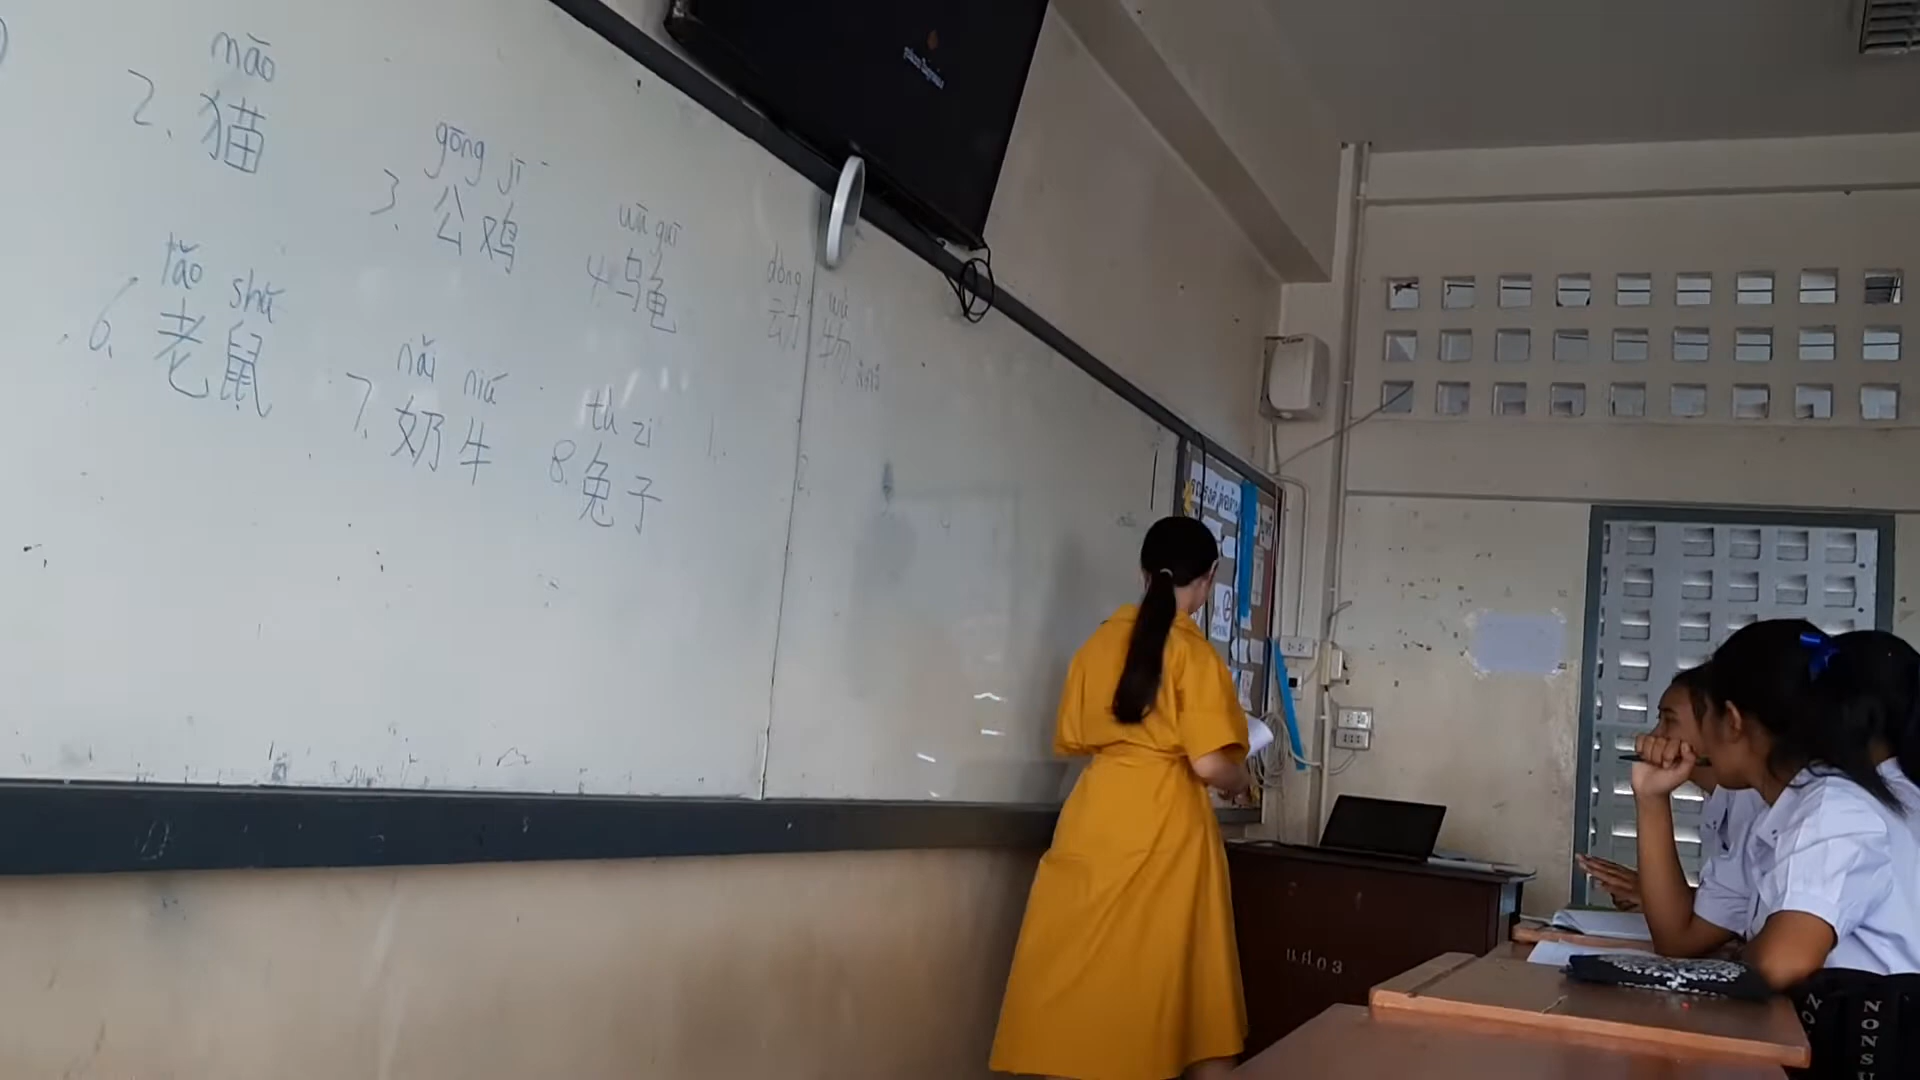 māo
2. 猫
gōng jī
3. 公鸡
wū guī
4. 乌龟
dòng wù
动物
lǎo shǔ
6. 老鼠
nǎi niú
7. 奶牛
tù zi
8. 兔子
1.
2.
NONSU